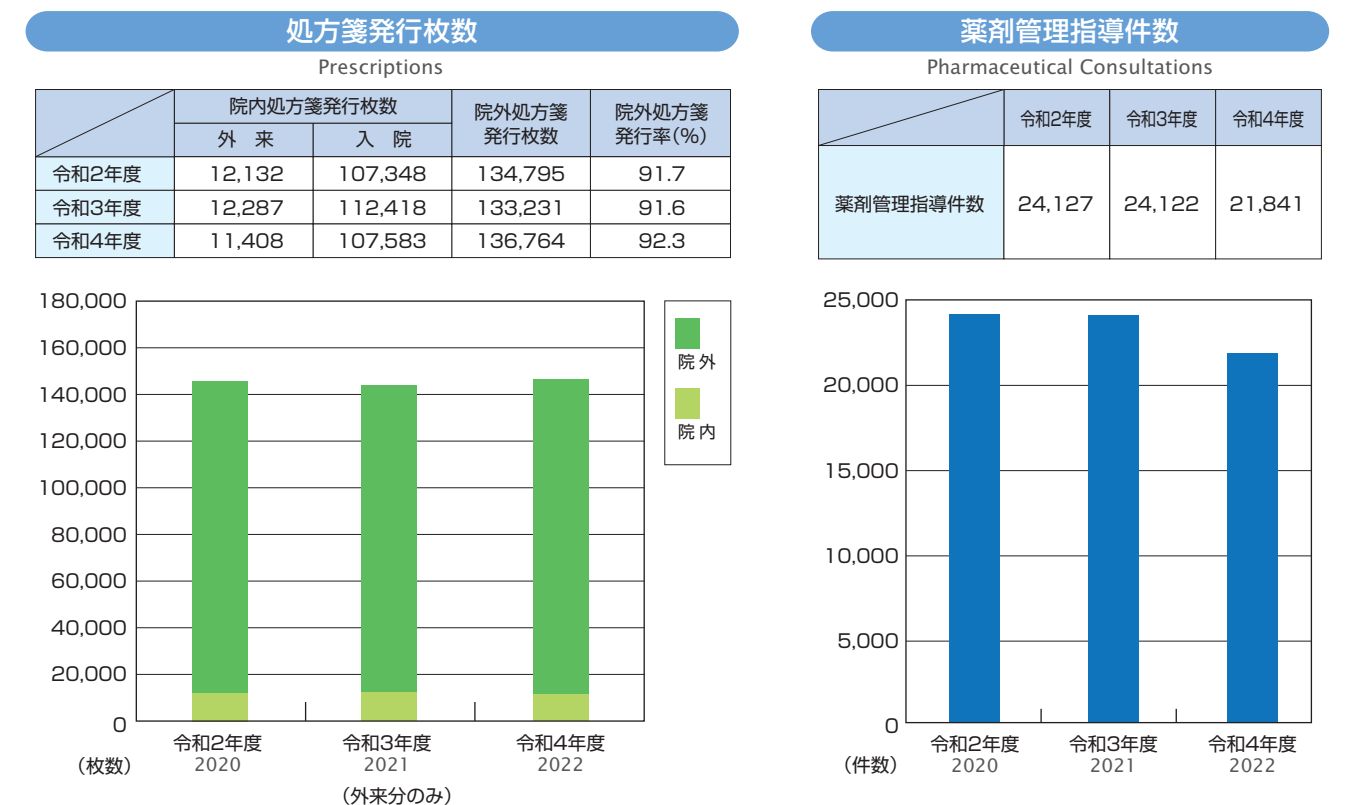 処方箋発行枚数
Prescriptions
院内処方箋発行枚数 院外処方箋発行枚数 院外処方箋発行率(%)
外 来 入 院
令和2年度 12,132 107,348 134,795 91.7
令和3年度 12,287 112,418 133,231 91.6
令和4年度 11,408 107,583 136,764 92.3
180,000
160,000
140,000
120,000
100,000
80,000
60,000
40,000
20,000
0
院外
院内
令和2年度 令和3年度 令和4年度
(枚数) 2020 2021 2022
(外来分のみ)
薬剤管理指導件数
Pharmaceutical Consultations
令和2年度 令和3年度 令和4年度
薬剤管理指導件数 24,127 24,122 21,841
25,000
20,000
15,000
10,000
5,000
0
令和2年度 令和3年度 令和4年度
(件数) 2020 2021 2022